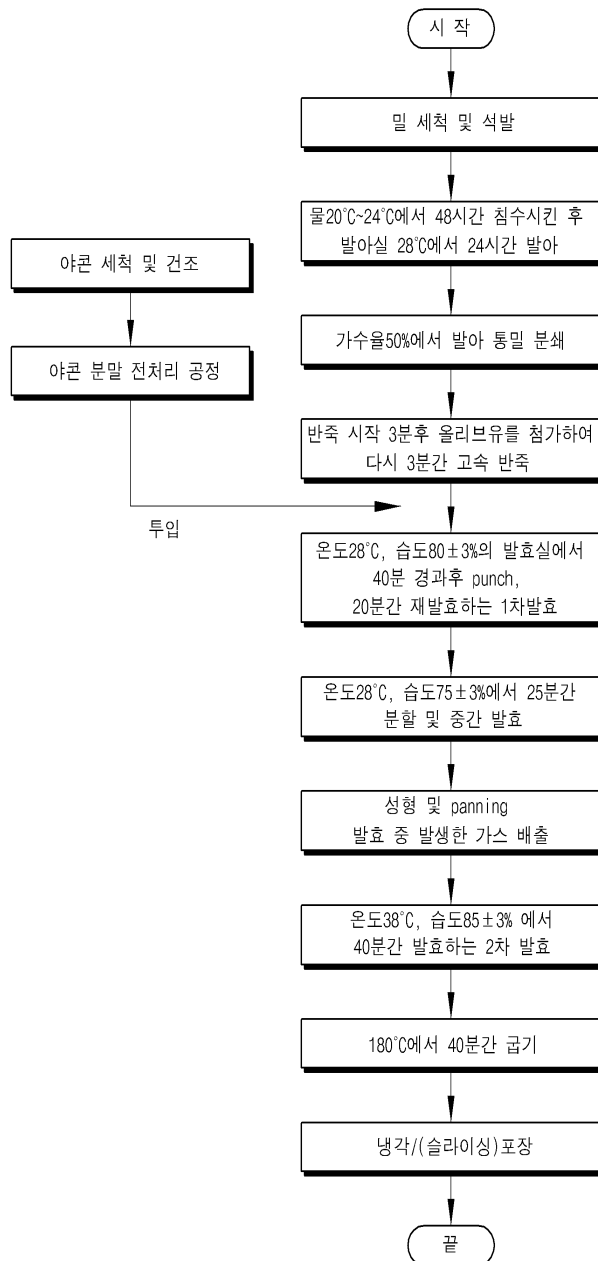 시 작
밀 세척 및 석발
물20℃~24℃에서 48시간 침수시킨 후
발아실 28℃에서 24시간 발아
야콘 세척 및 건조
가수율50%에서 발아 통밀 분쇄
야콘 분말 전처리 공정
반죽 시작 3분후 올리브유를 첨가하여
다시 3분간 고속 반죽
투입
온도28℃, 습도80±3%의 발효실에서
40분 경과후 punch,
20분간 재발효하는 1차발효
온도28℃, 습도75±3%에서 25분간
분할 및 중간 발효
성형 및 panning
발효 중 발생한 가스 배출
온도38℃, 습도85±3% 에서
40분간 발효하는 2차 발효
180℃에서 40분간 굽기
냉각/(슬라이싱)포장
끝